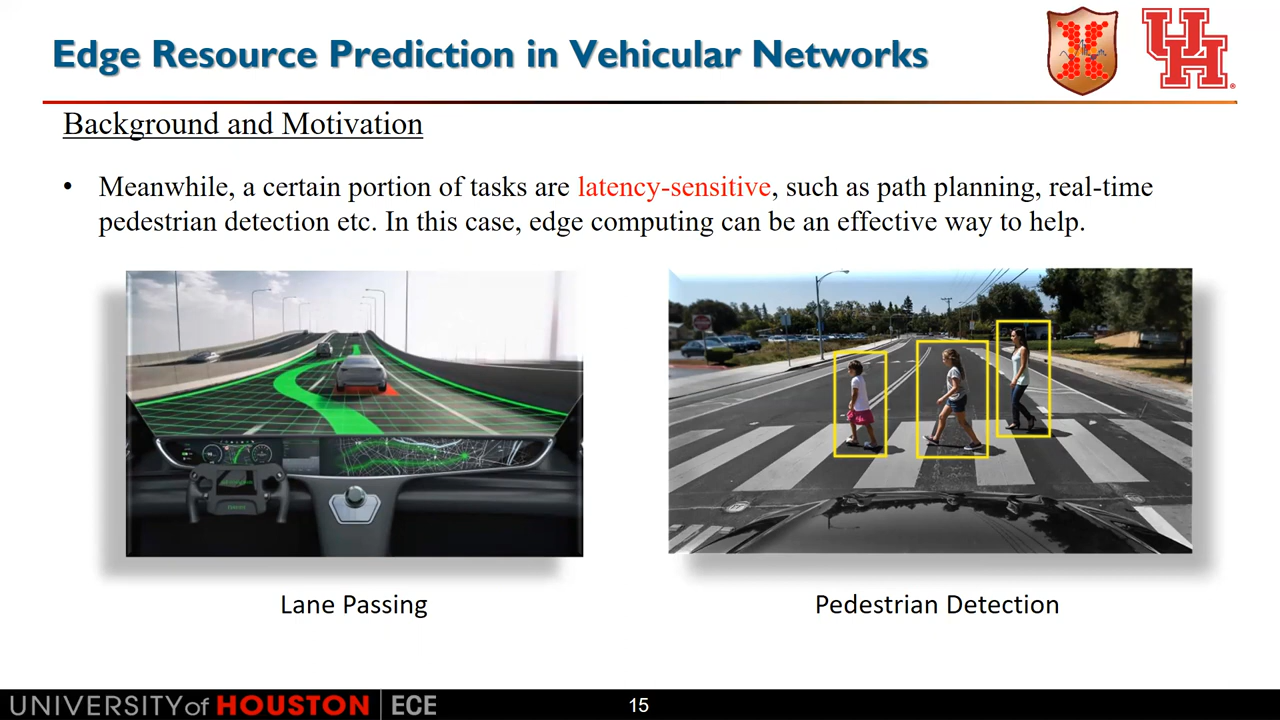 Edge Resource Prediction in Vehicular Networks
UH
Background and Motivation
• Meanwhile, a certain portion of tasks are latency-sensitive, such as path planning, real-time
pedestrian detection etc. In this case, edge computing can be an effective way to help.
Lane Passing
Pedestrian Detection
UNIVERSITY of HOUSTON | ECE
15